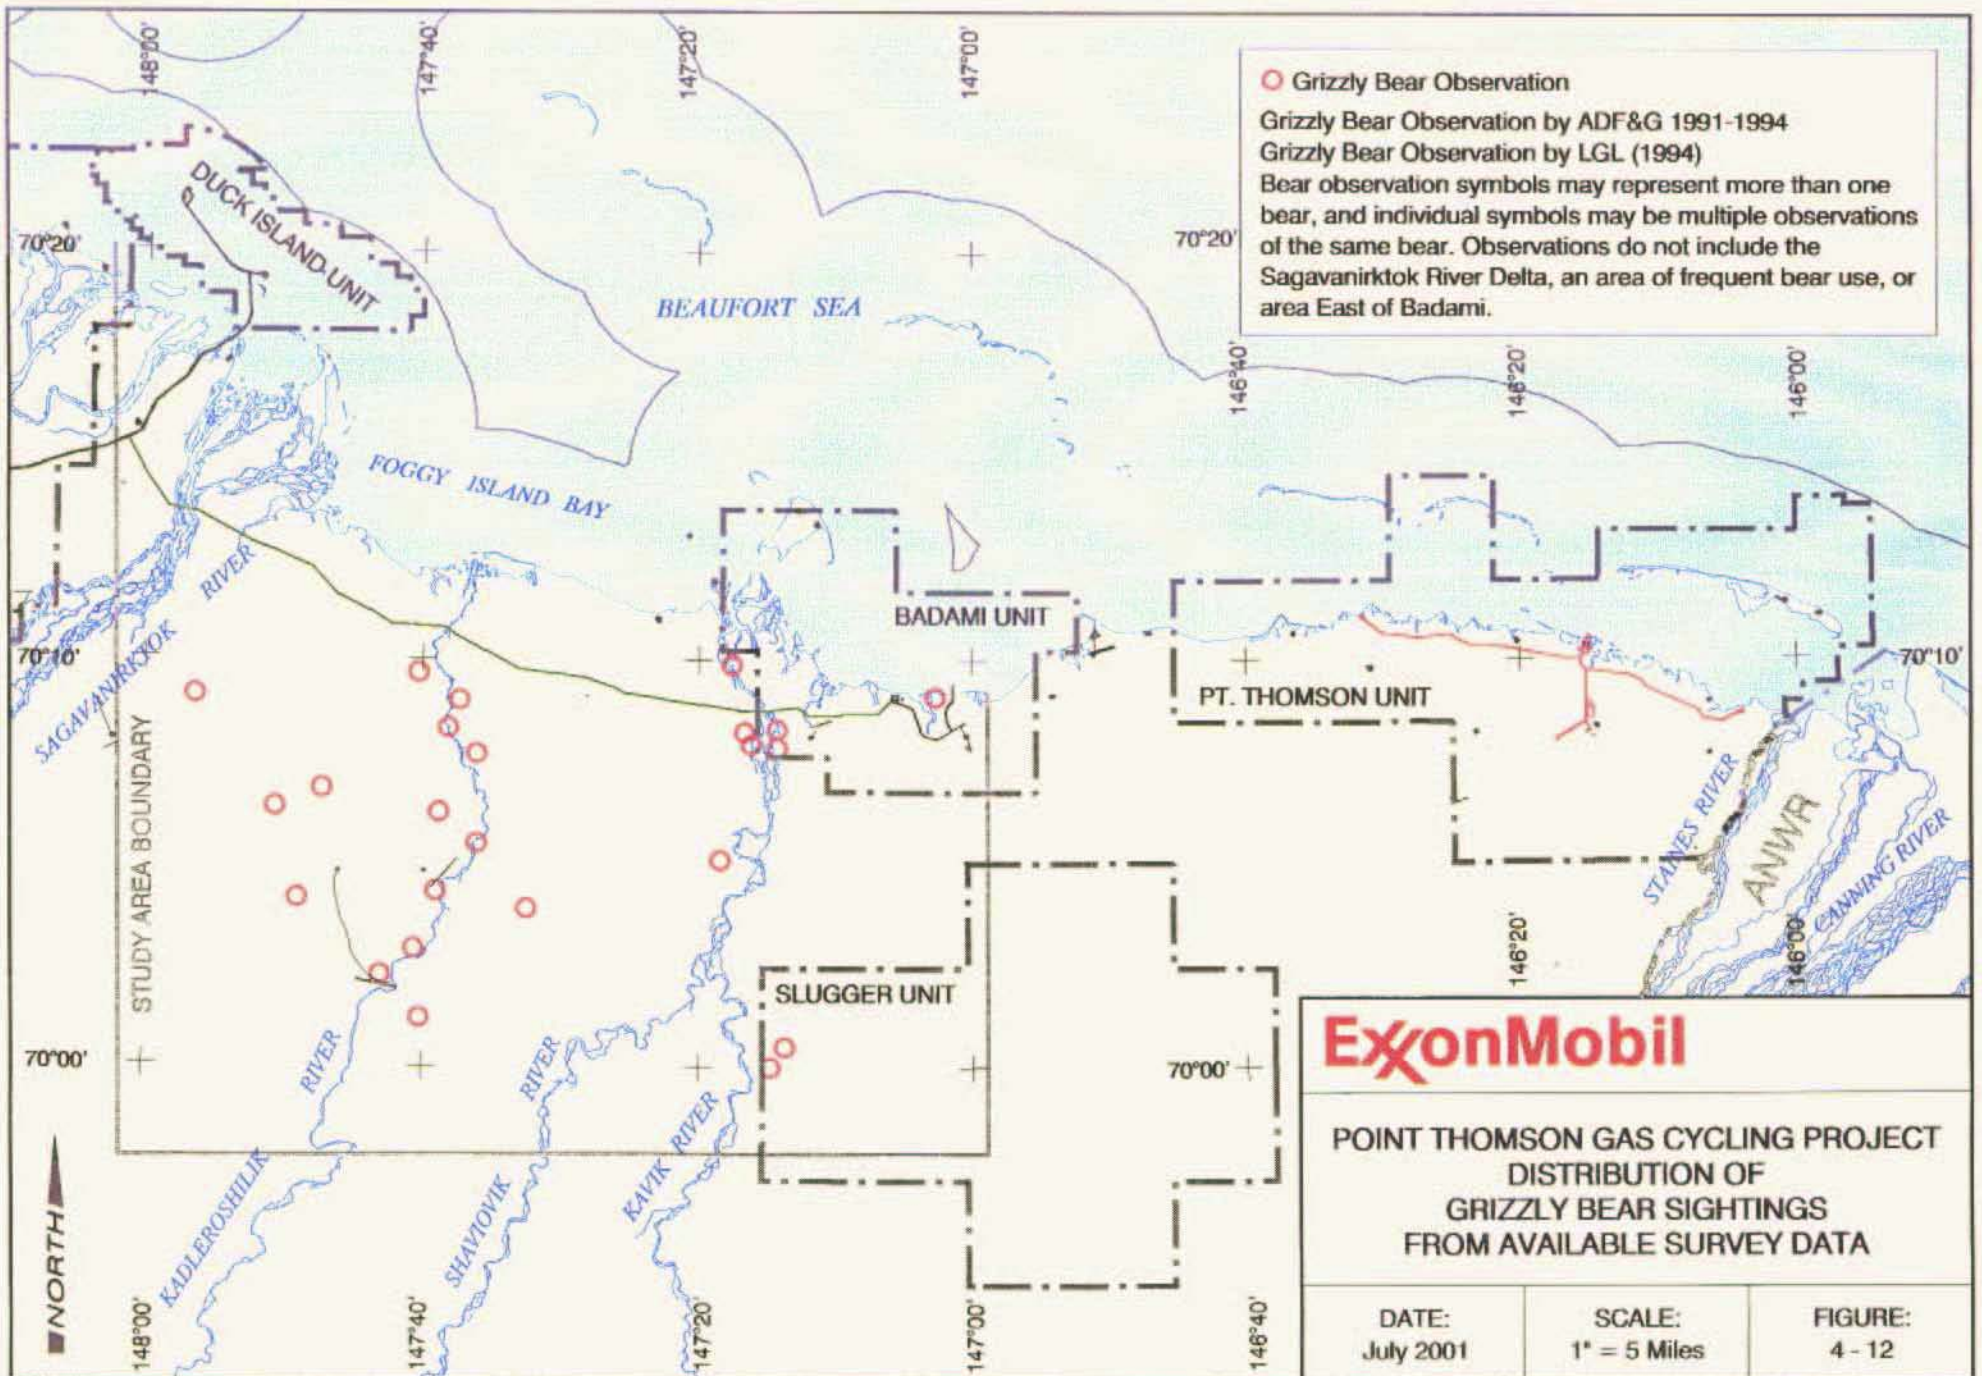 148°00'
147°40'
147°20'
147°00'
Grizzly Bear Observation
Grizzly Bear Observation by ADF&G 1991-1994
Grizzly Bear Observation by LGL (1994)
Bear observation symbols may represent more than one
bear, and individual symbols may be multiple observations
of the same bear. Observations do not include the
Sagavanirktok River Delta, an area of frequent bear use, or
area East of Badami.
DUCK ISLAND UNIT
70°20'
70°20'
BEAUFORT SEA
146°40'
146°20'
146°00'
FOGGY ISLAND BAY
RIVER
SAGAVANIRKTOK
BADAMI UNIT
70°10'
70°10'
PT. THOMSON UNIT
STUDY AREA BOUNDARY
STAINES RIVER
ANWR
CANNING RIVER
146°20'
146°00'
SLUGGER UNIT
70°00'
70°00'
RIVER
RIVER
KAVIK RIVER
KADLEROSHILIK
SHAVIOVIK
NORTH
148°00'
147°40'
147°20'
147°00'
146°40'
ExxonMobil
POINT THOMSON GAS CYCLING PROJECT
DISTRIBUTION OF
GRIZZLY BEAR SIGHTINGS
FROM AVAILABLE SURVEY DATA
DATE:
July 2001
SCALE:
1" = 5 Miles
FIGURE:
4 - 12